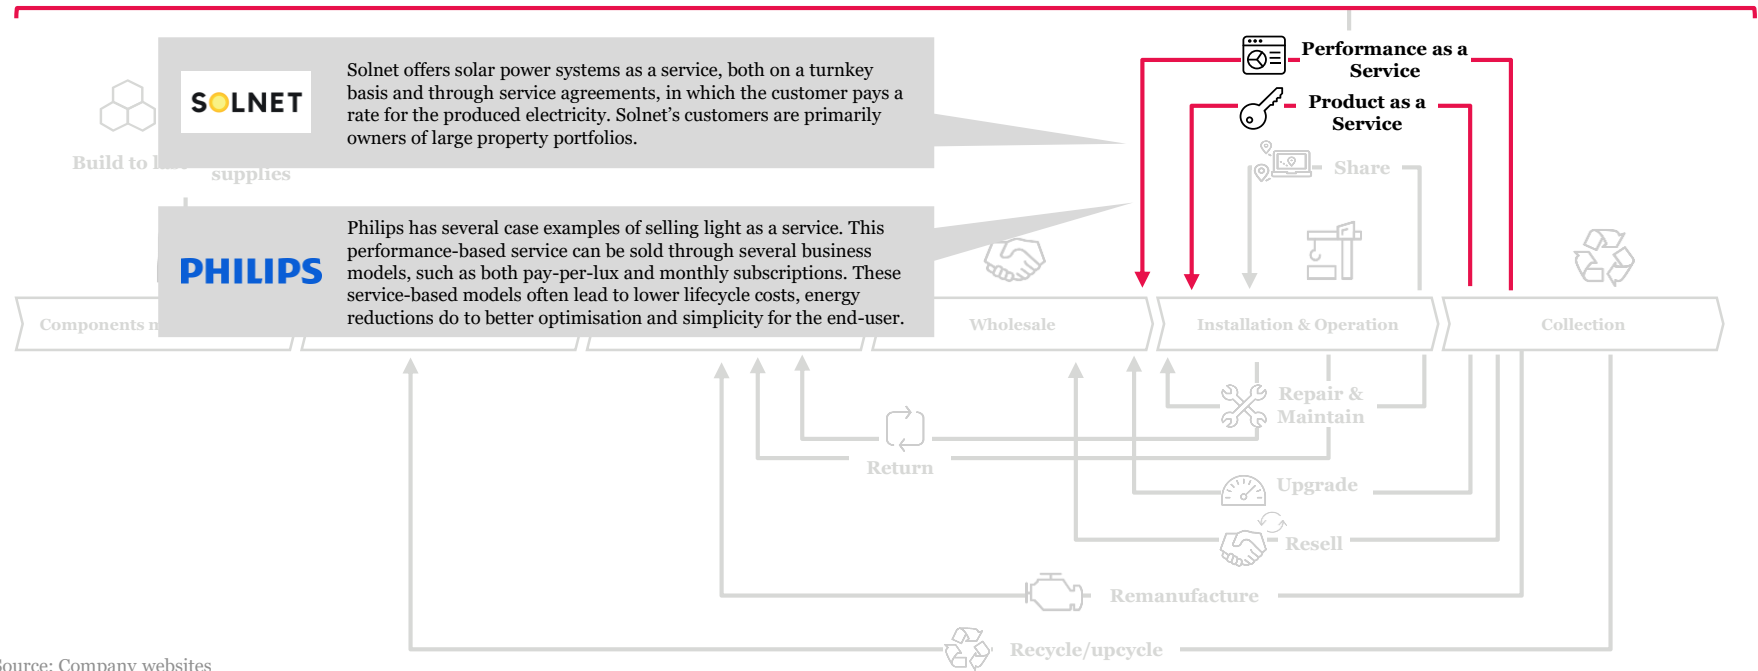 Performance as a
Service
SOLNET
Solnet offers solar power systems as a service, both on a turnkey
basis and through service agreements, in which the customer pays a
rate for the produced electricity. Solnet's customers are primarily
owners of large property portfolios.
Product as a
Service
Build to
supplies
Share
PHILIPS
Philips has several case examples of selling light as a service. This
performance-based service can be sold through several business
models, such as both pay-per-lux and monthly subscriptions. These
service-based models often lead to lower lifecycle costs, energy
reductions do to better optimisation and simplicity for the end-user.
Components
Wholesale
Installation & Operation
Collection
Repair &
Maintain
Return
Upgrade
Resell
Remanufacture
Recycle/upcycle
Source: Company websites